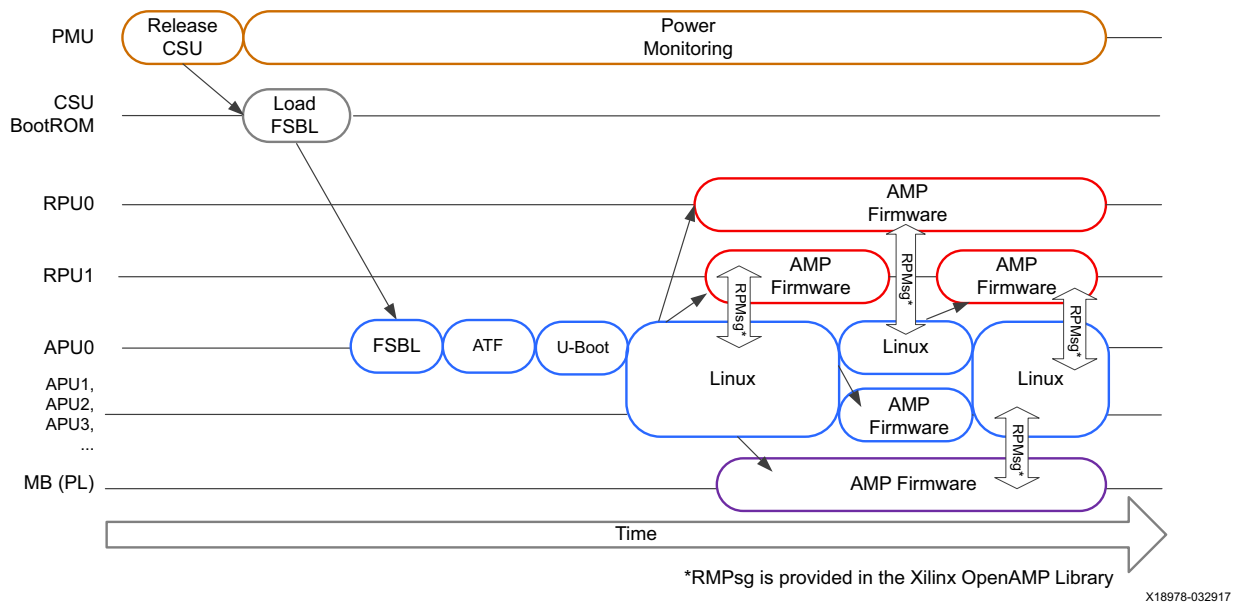 PMU
Release
CSU
Power
Monitoring
CSU
BootROM
Load
FSBL
RPU0
AMP
Firmware
RPU1
AMP
Firmware
AMP
Firmware
RPMsg*
RPMsg*
RPMsg*
APU0
FSBL
ATF
U-Boot
Linux
Linux
Linux
APU1,
APU2,
APU3,
...
AMP
Firmware
RPMsg*
MB (PL)
AMP Firmware
Time
*RMPsg is provided in the Xilinx OpenAMP Library
X18978-032917